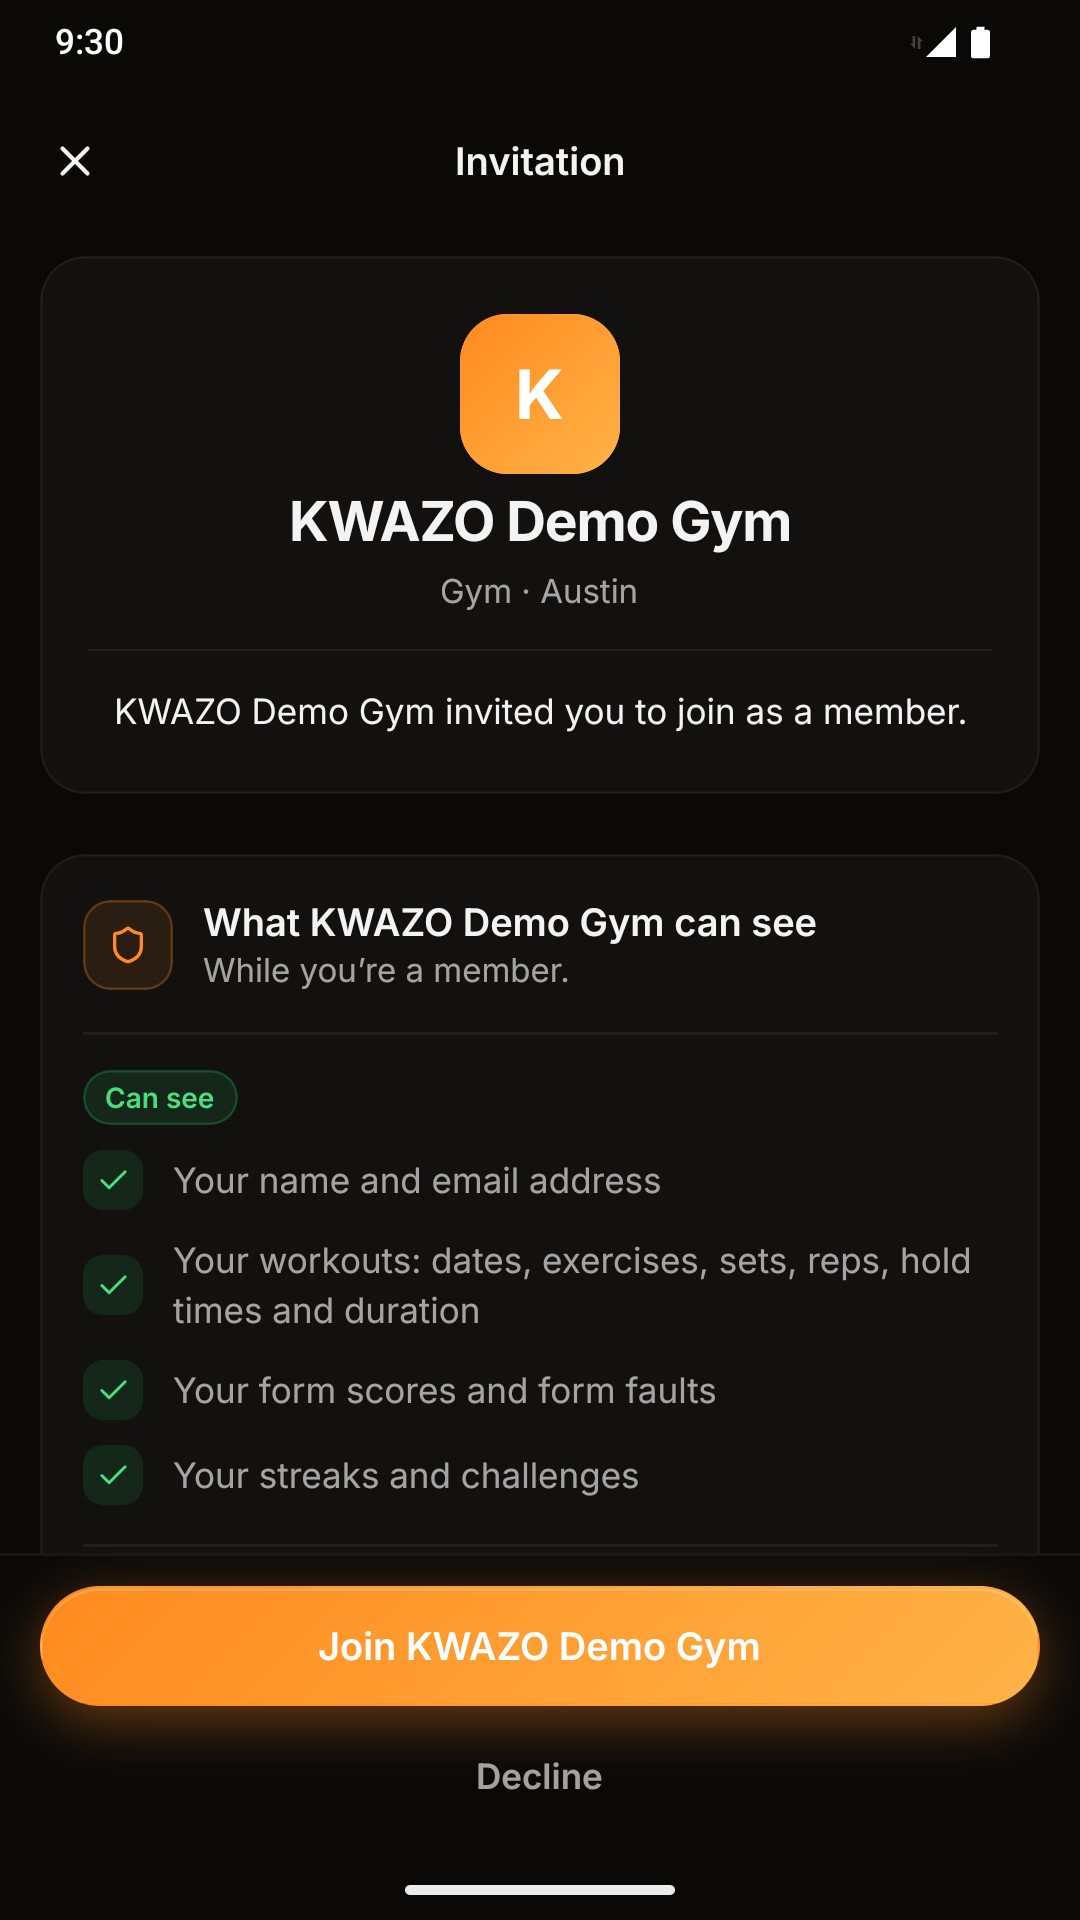 9:30
Invitation
K
KWAZO Demo Gym
Gym · Austin
KWAZO Demo Gym invited you to join as a member.
What KWAZO Demo Gym can see
While you’re a member.
Can see
Your name and email address
Your workouts: dates, exercises, sets, reps, hold
times and duration
Your form scores and form faults
Your streaks and challenges
Join KWAZO Demo Gym
Decline